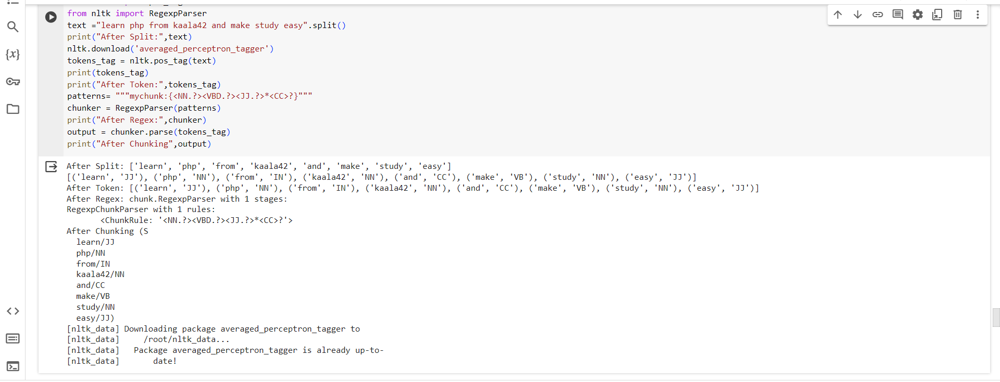 from nltk import RegexpParser
text ="learn php from kaala42 and make study easy".split()
print("After Split:",text)
nltk.download('averaged_perceptron_tagger')
tokens_tag = nltk.pos_tag(text)
print(tokens_tag)
print("After Token:",tokens_tag)
patterns= """mychunk:{<NN.?><VBD.?><JJ.?>*<CC>?}"""
chunker = RegexpParser(patterns)
print("After Regex:",chunker)
output = chunker.parse(tokens_tag)
print("After Chunking",output)
After Split: ['learn', 'php', 'from', 'kaala42', 'and', 'make', 'study', 'easy']
[('learn', 'JJ'), ('php', 'NN'), ('from', 'IN'), ('kaala42', 'NN'), ('and', 'CC'), ('make', 'VB'), ('study', 'NN'), ('easy', 'JJ')]
After Token: [('learn', 'JJ'), ('php', 'NN'), ('from', 'IN'), ('kaala42', 'NN'), ('and', 'CC'), ('make', 'VB'), ('study', 'NN'), ('easy', 'JJ')]
After Regex: chunk.RegexpParser with 1 stages:
RegexpChunkParser with 1 rules:
       <ChunkRule: '<NN.?><VBD.?><JJ.?>*<CC>?'>
After Chunking (S
  learn/JJ
  php/NN
  from/IN
  kaala42/NN
  and/CC
  make/VB
  study/NN
  easy/JJ)
[nltk_data] Downloading package averaged_perceptron_tagger to
[nltk_data]     /root/nltk_data...
[nltk_data]   Package averaged_perceptron_tagger is already up-to-
[nltk_data]       date!